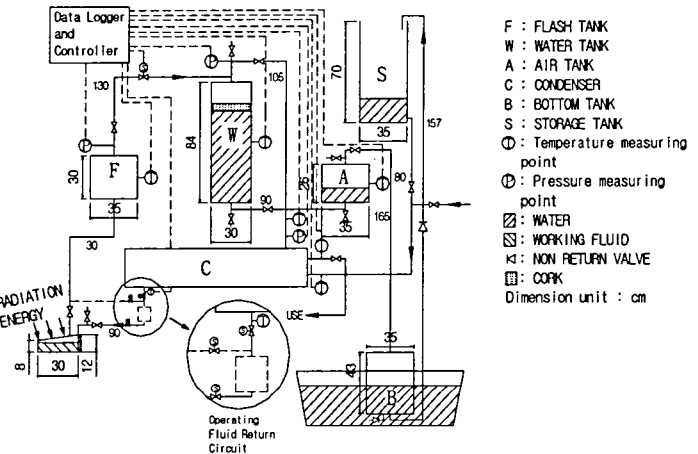 Data Logger
and
Controller
S
130
105
70
S
35
157
84
W
30
F
35
30
A
35
165
80
90
30
C
RADIATION
ENERGY
90
8
30
12
USE
S
S
S
Operating
Fluid Return
Circuit
35
43
B
F : FLASH TANK
W : WATER TANK
A : AIR TANK
C : CONDENSER
B : BOTTOM TANK
S : STORAGE TANK
T : Temperature measuring
point
P : Pressure measuring
point
: WATER
: WORKING FLUID
: NON RETURN VALVE
: CORK
Dimension unit : cm